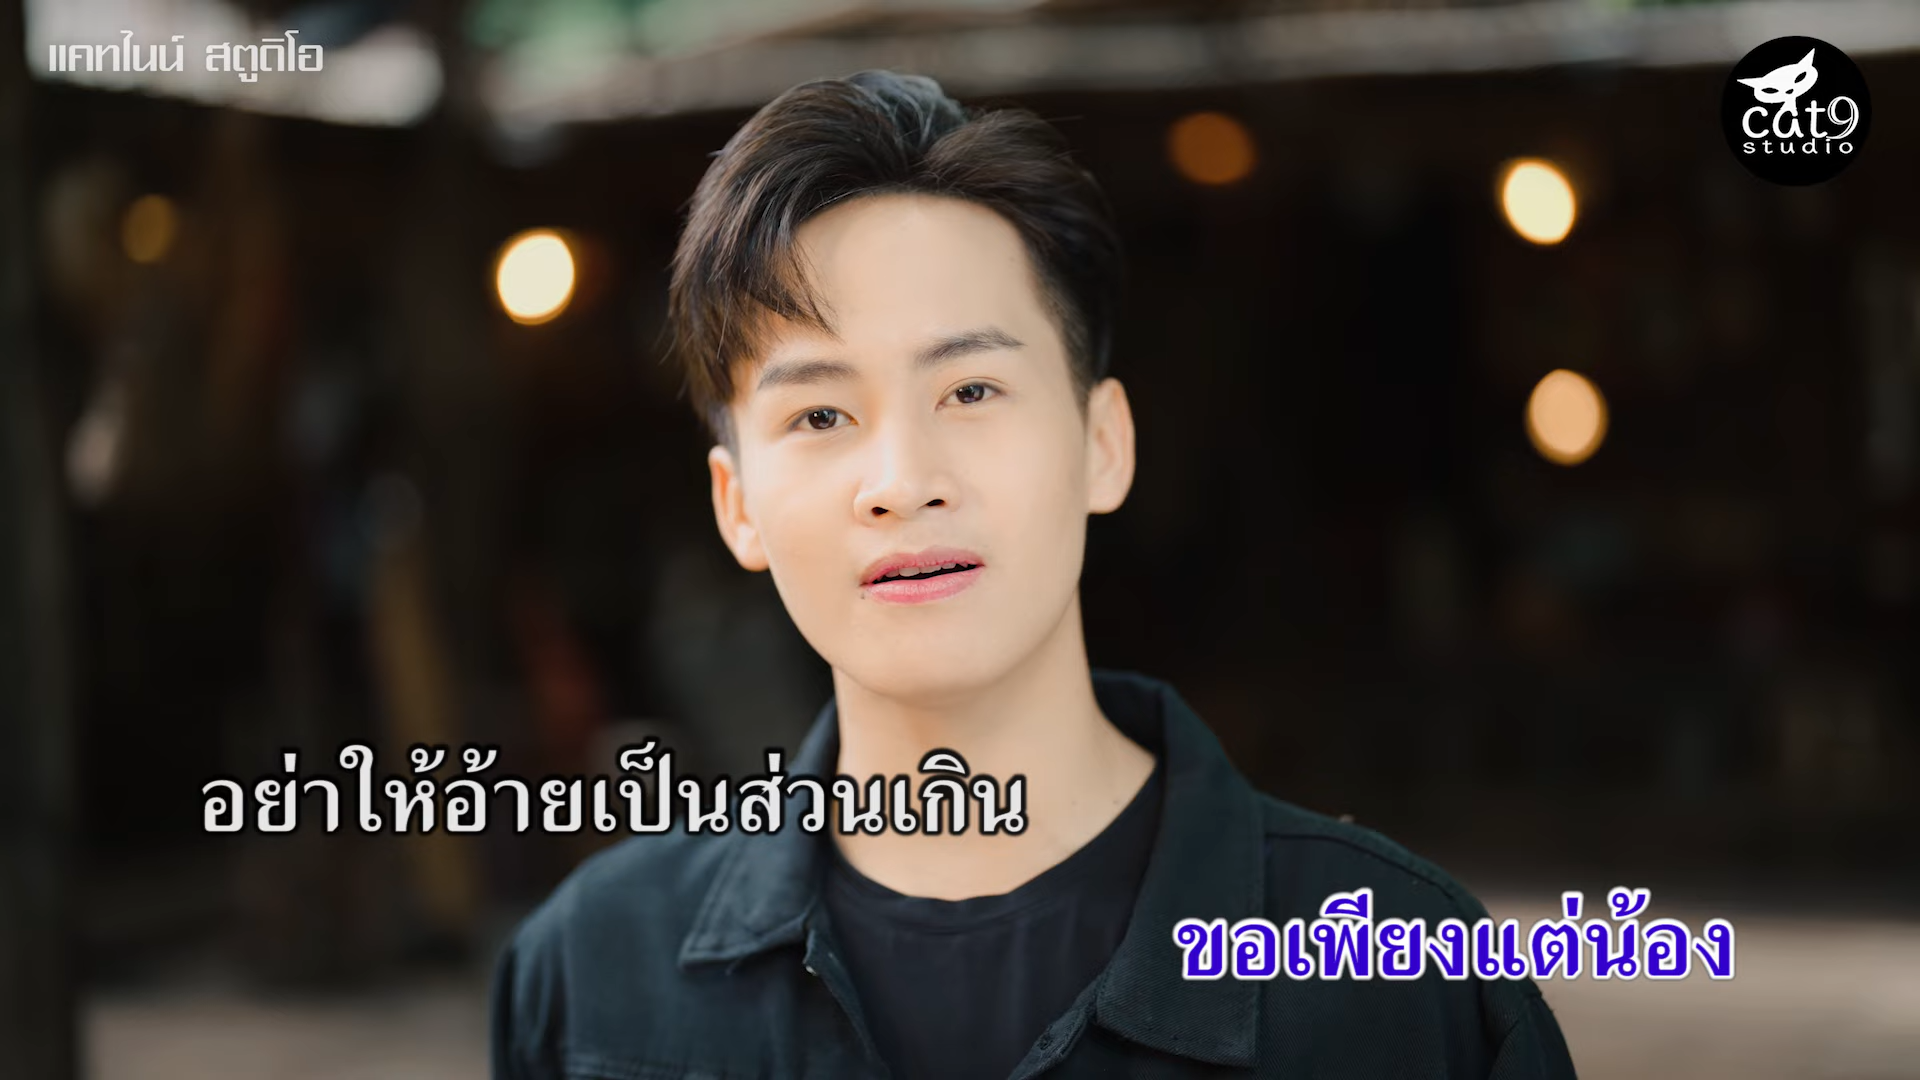 แคทไนน์ สตูดิโอ
cat9
studio
อย่าให้อ้ายเป็นส่วนเกิน
ขอเพียงแต่น้อง